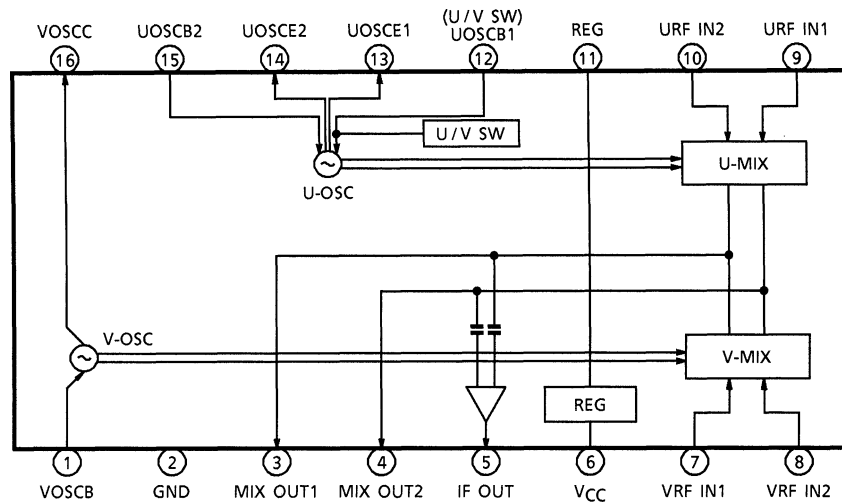 VOSCC UOSCB2 UOSCE2 UOSCE1 (U/V SW) UOSCB1 REG URF IN2 URF IN1
16 15 14 13 12 11 10 9
U/V SW
U-MIX
U-OSC
V-OSC
V-MIX
REG
1 2 3 4 5 6 7 8
VOSCB GND MIX OUT1 MIX OUT2 IF OUT VCC VRF IN1 VRF IN2